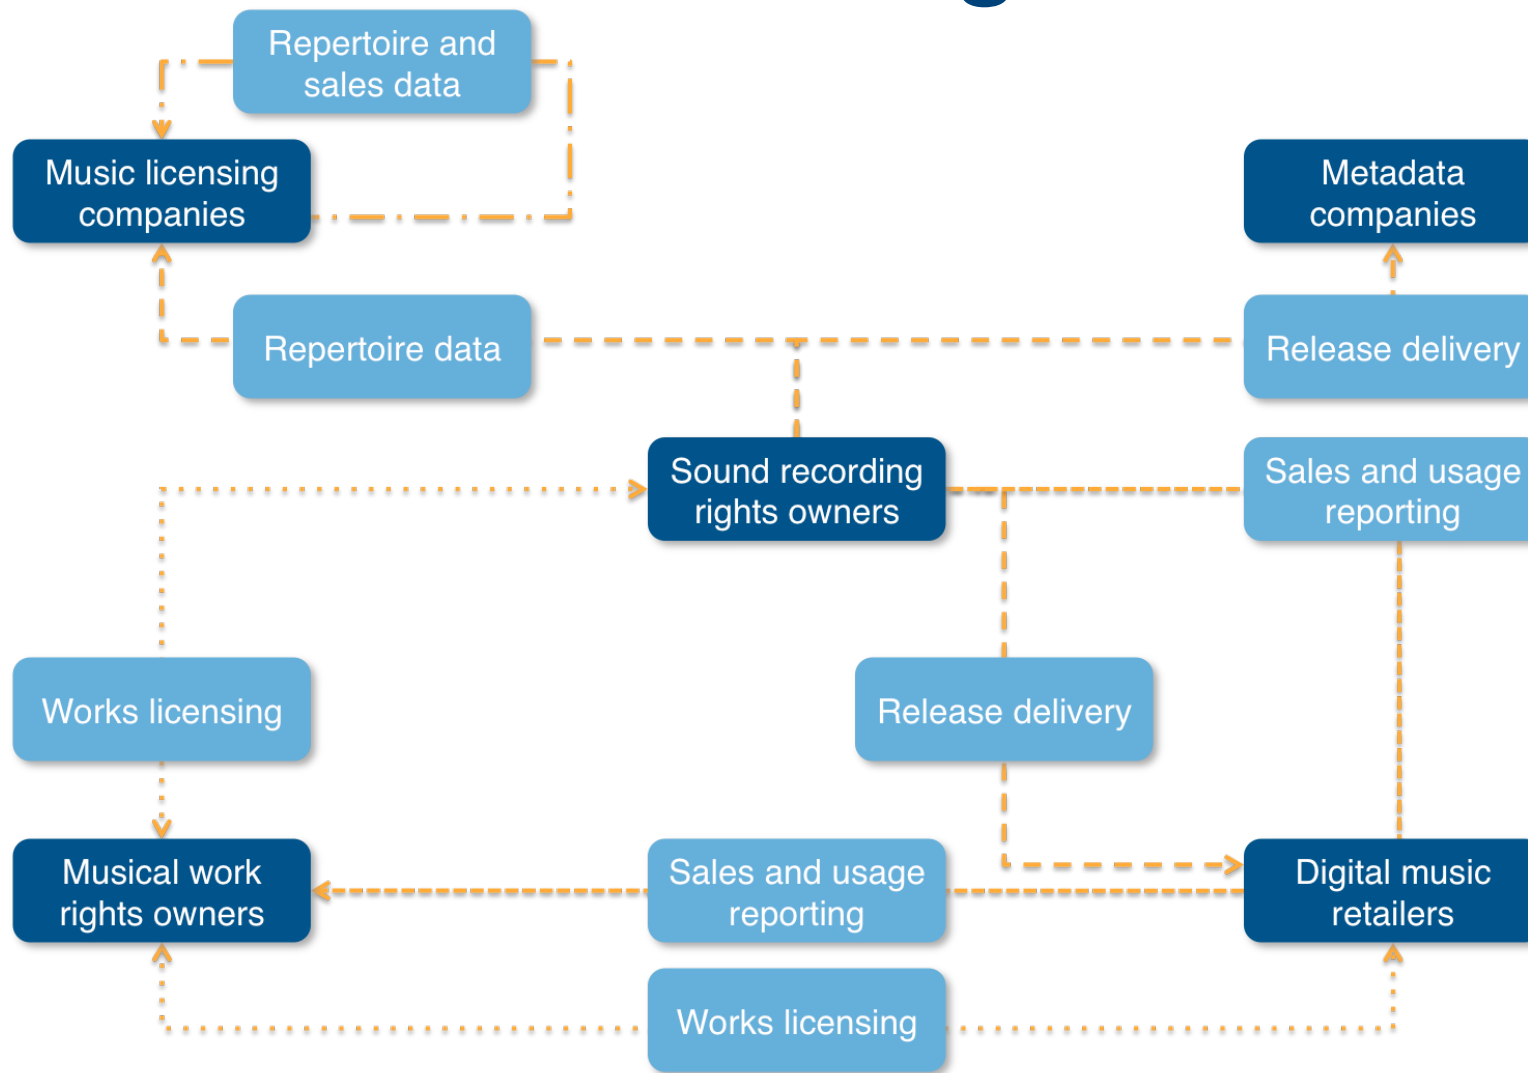 Repertoire and
sales data
Music licensing
companies
Metadata
companies
Repertoire data
Release delivery
Sound recording
rights owners
Sales and usage
reporting
Works licensing
Release delivery
Musical work
rights owners
Sales and usage
reporting
Digital music
retailers
Works licensing